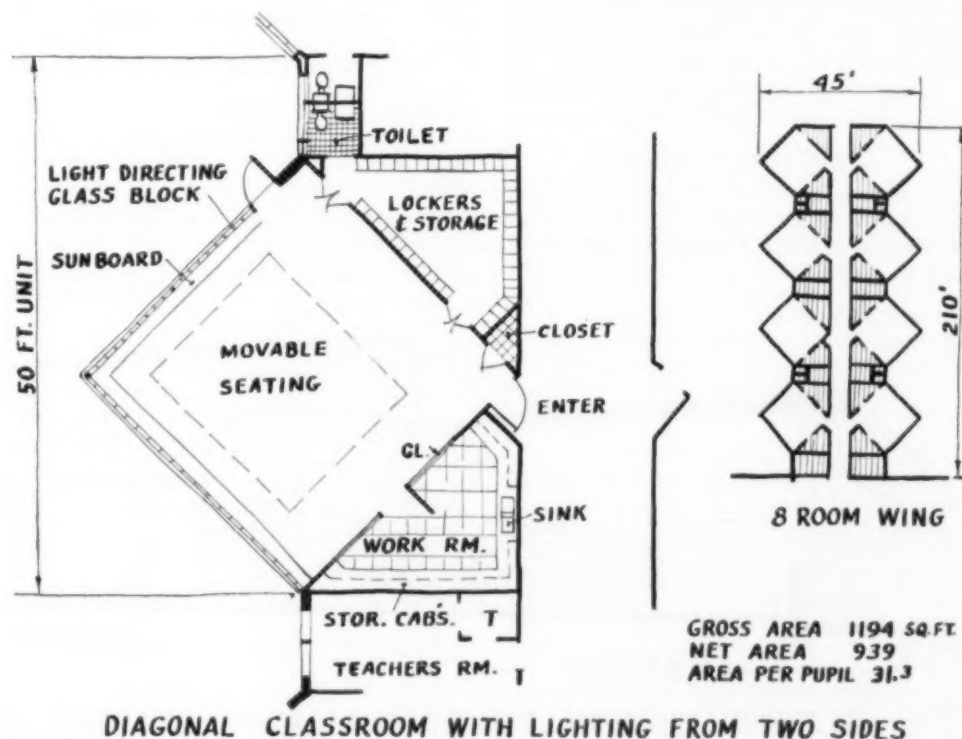 TOILET
LIGHT DIRECTING
GLASS BLOCK
LOCKERS
& STORAGE
SUNBOARD
50 FT. UNIT
MOVABLE
SEATING
CLOSET
ENTER
GL.
SINK
WORK RM.
STOR. CAB'S.
T
TEACHERS RM.
T
45'
210'
8 ROOM WING
GROSS AREA 1194 SQ.FT.
NET AREA 939
AREA PER PUPIL 31.3
DIAGONAL CLASSROOM WITH LIGHTING FROM TWO SIDES